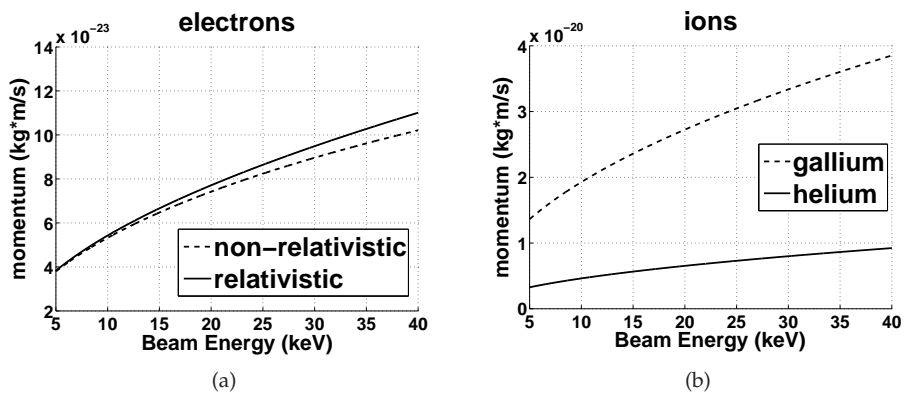 electrons
x 10⁻²³
14
12
10
8
6
4
2
momentum (kg*m/s)
non−relativistic
relativistic
5 10 15 20 25 30 35 40
Beam Energy (keV)
(a)
ions
x 10⁻²⁰
4
3
2
1
0
momentum (kg*m/s)
gallium
helium
5 10 15 20 25 30 35 40
Beam Energy (keV)
(b)